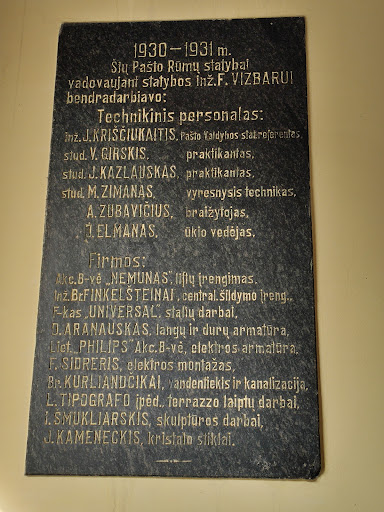 1930-1931 m.
Šių Pašto Rūmų statybai
vadovaujant statybos inž. F. VIZBARUI
bendradarbiavo:
Technikinis personalas:
inž. J. KRIŠČIUKAITIS, Pašto Valdybos stat. referentas,
stud. V. GIRSKIS, praktikantas,
stud. J. KAZLAUSKAS, praktikantas,
stud. M. ZIMANAS, vyresnysis technikas,
A. ZUBAVIČIUS, braižytojas,
J. ELMANAS, ūkio vedėjas,
Firmos:
Akc. B-vė „NEMUNAS", liftų įrengimas,
Inž. Br. FINKELŠTEINAI, central. šildymo įreng.,
F-kas „UNIVERSAL", stalių darbai,
D. ARANAUSKAS, langų ir durų armatūra,
Liet. „PHILIPS" Akc. B-vė, elektros armatūra,
F. SIDRERIS, elektros montažas,
Br. KURLIANDČIKAI, vandentiekis ir kanalizacija,
L. TIPOGRAFO įpėd., terrazzo laiptų darbai,
I. SMUKLIARSKIS, skulptūros darbai,
J. KAMENECKIS, kristalo stiklai.